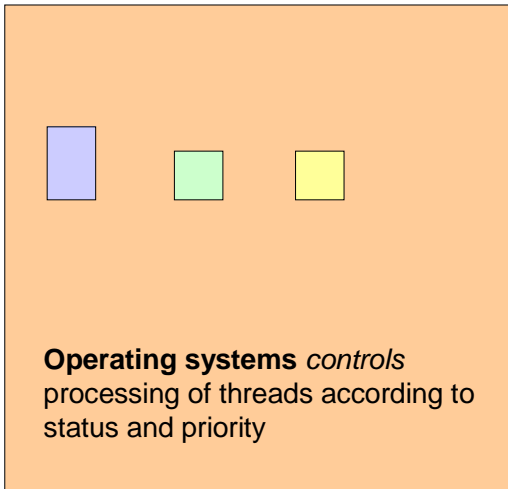 Operating systems controls
processing of threads according to
status and priority